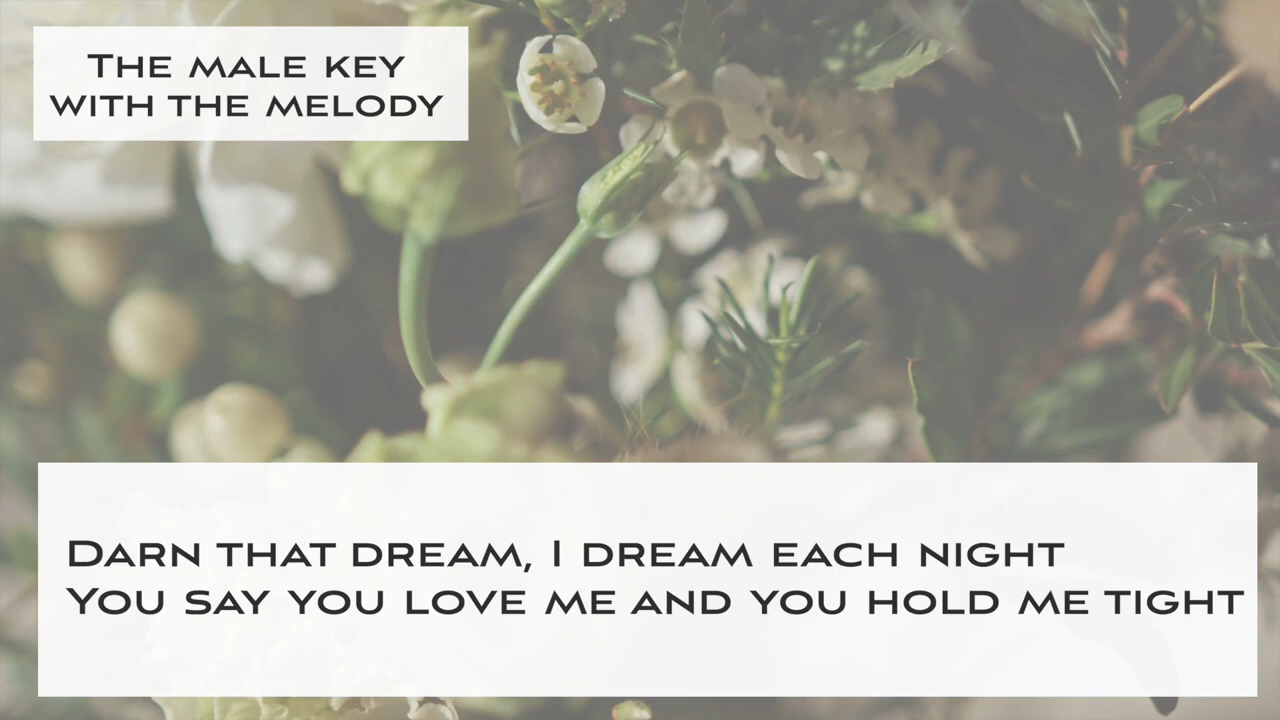 The male key
with the melody
Darn that dream, I dream each night
You say you love me and you hold me tight